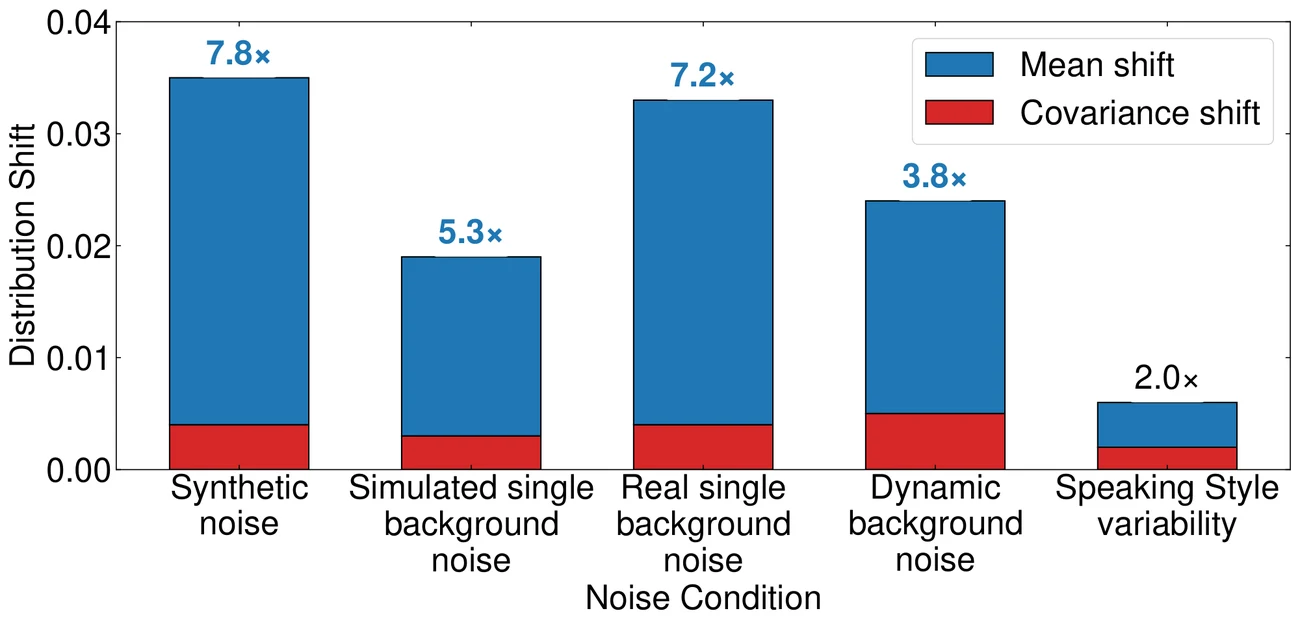 0.04
0.03
0.02
0.01
0.00
Distribution Shift
7.8×
5.3×
7.2×
3.8×
2.0×
Mean shift
Covariance shift
Synthetic
noise
Simulated single
background
noise
Real single
background
noise
Dynamic
background
noise
Speaking Style
variability
Noise Condition